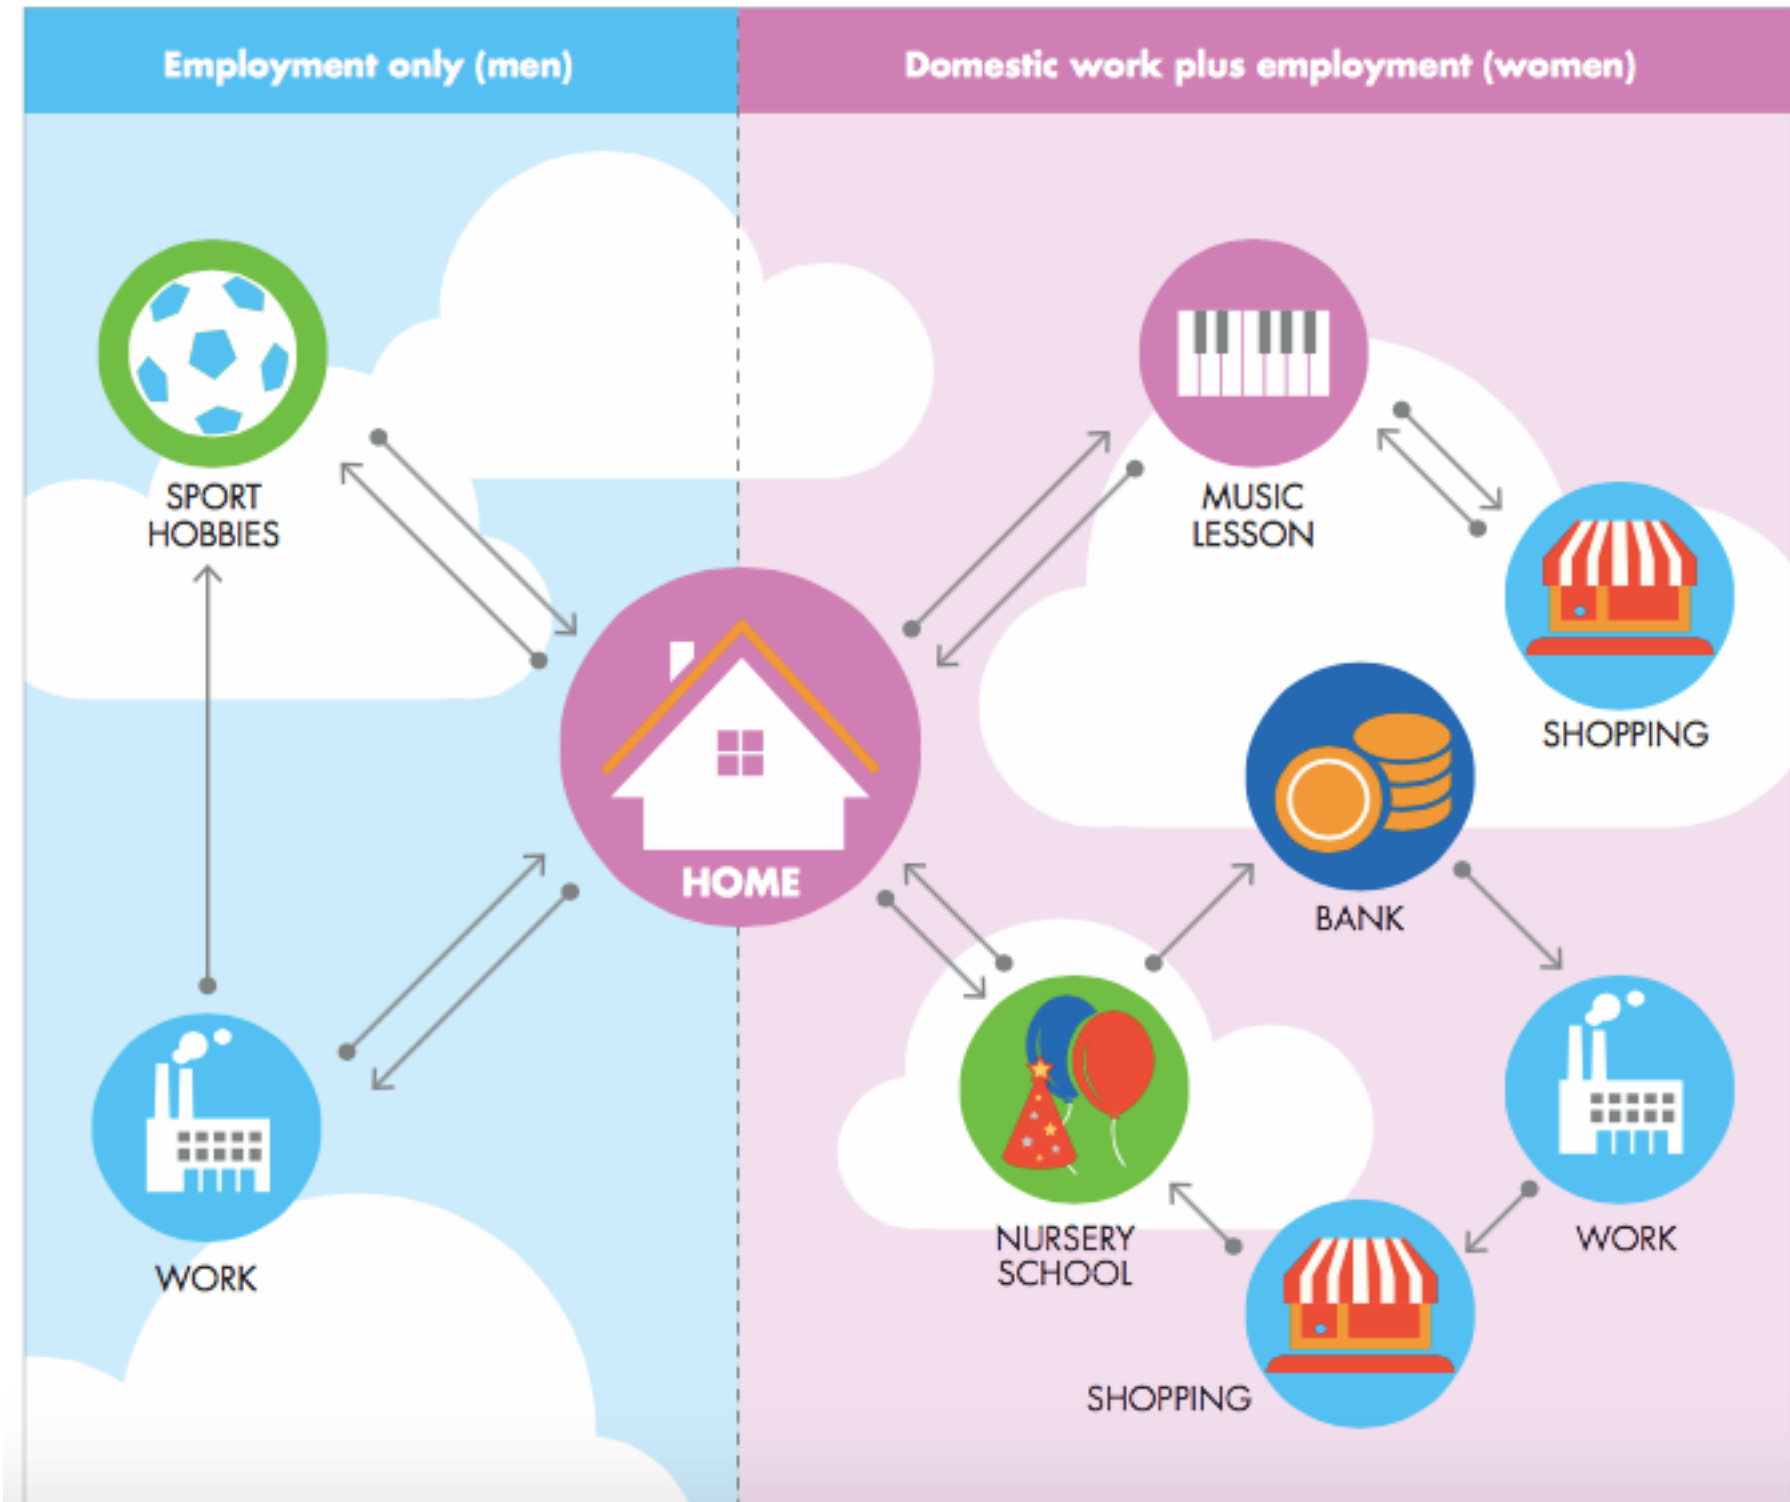 Employment only (men)
Domestic work plus employment (women)
SPORT
HOBBIES
MUSIC
LESSON
SHOPPING
HOME
BANK
WORK
NURSERY
SCHOOL
WORK
SHOPPING